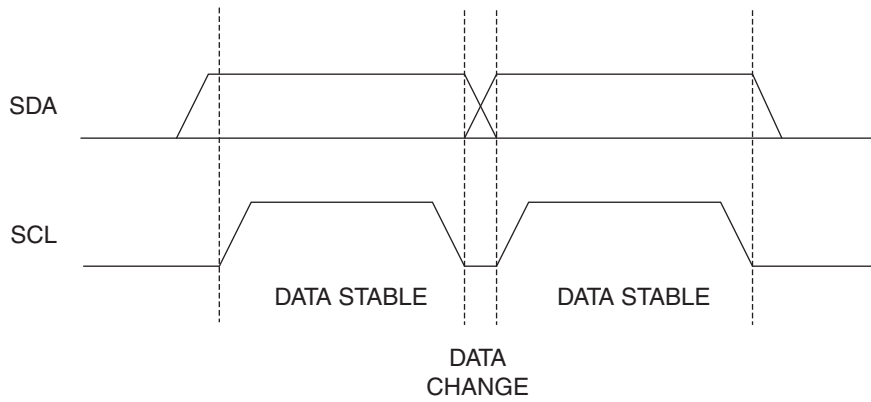 SDA
SCL
DATA STABLE
DATA STABLE
DATA
CHANGE